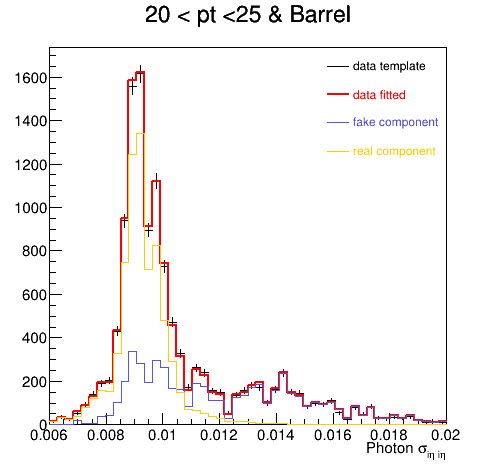 20 < pt <25 & Barrel
data template
data fitted
fake component
real component
1600
1400
1200
1000
800
600
400
200
0
0.006 0.008 0.01 0.012 0.014 0.016 0.018 0.02
Photon σin in